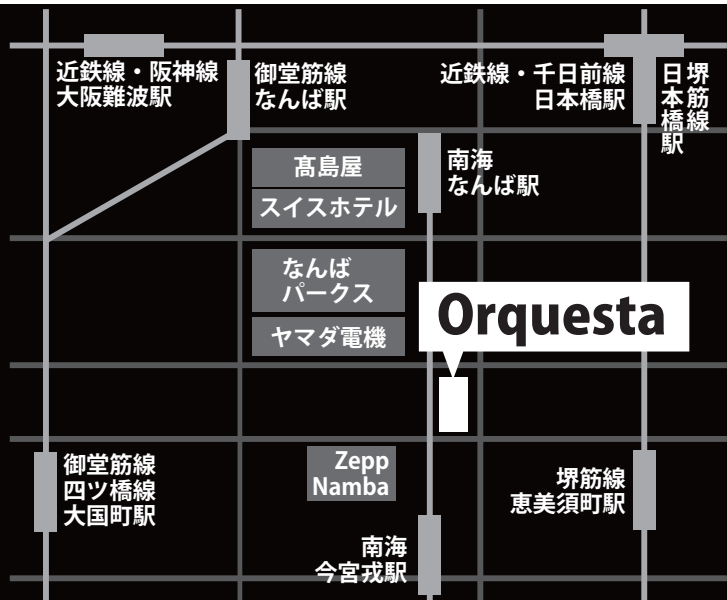 近鉄線・阪神線
大阪難波駅
御堂筋線
なんば駅
近鉄線・千日前線
日本橋駅
堺筋線
日本橋駅
髙島屋
スイスホテル
南海
なんば駅
なんば
パークス
ヤマダ電機
Orquesta
御堂筋線
四ツ橋線
大国町駅
Zepp
Namba
堺筋線
恵美須町駅
南海
今宮戎駅